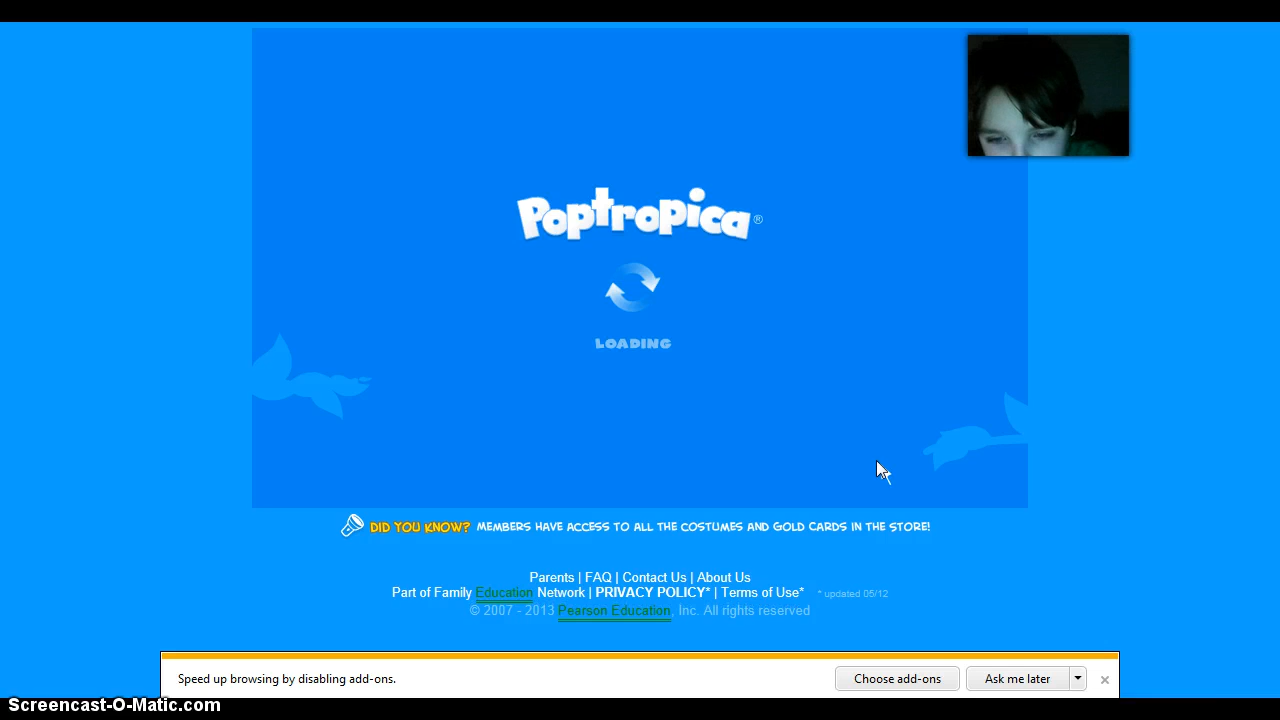 Poptropica®
LOADING
DID YOU KNOW? MEMBERS HAVE ACCESS TO ALL THE COSTUMES AND GOLD CARDS IN THE STORE!
Parents | FAQ | Contact Us | About Us
Part of Family Education Network | PRIVACY POLICY* | Terms of Use* * updated 05/12
© 2007 - 2013 Pearson Education, Inc. All rights reserved
Speed up browsing by disabling add-ons. Choose add-ons Ask me later
Screencast-O-Matic.com